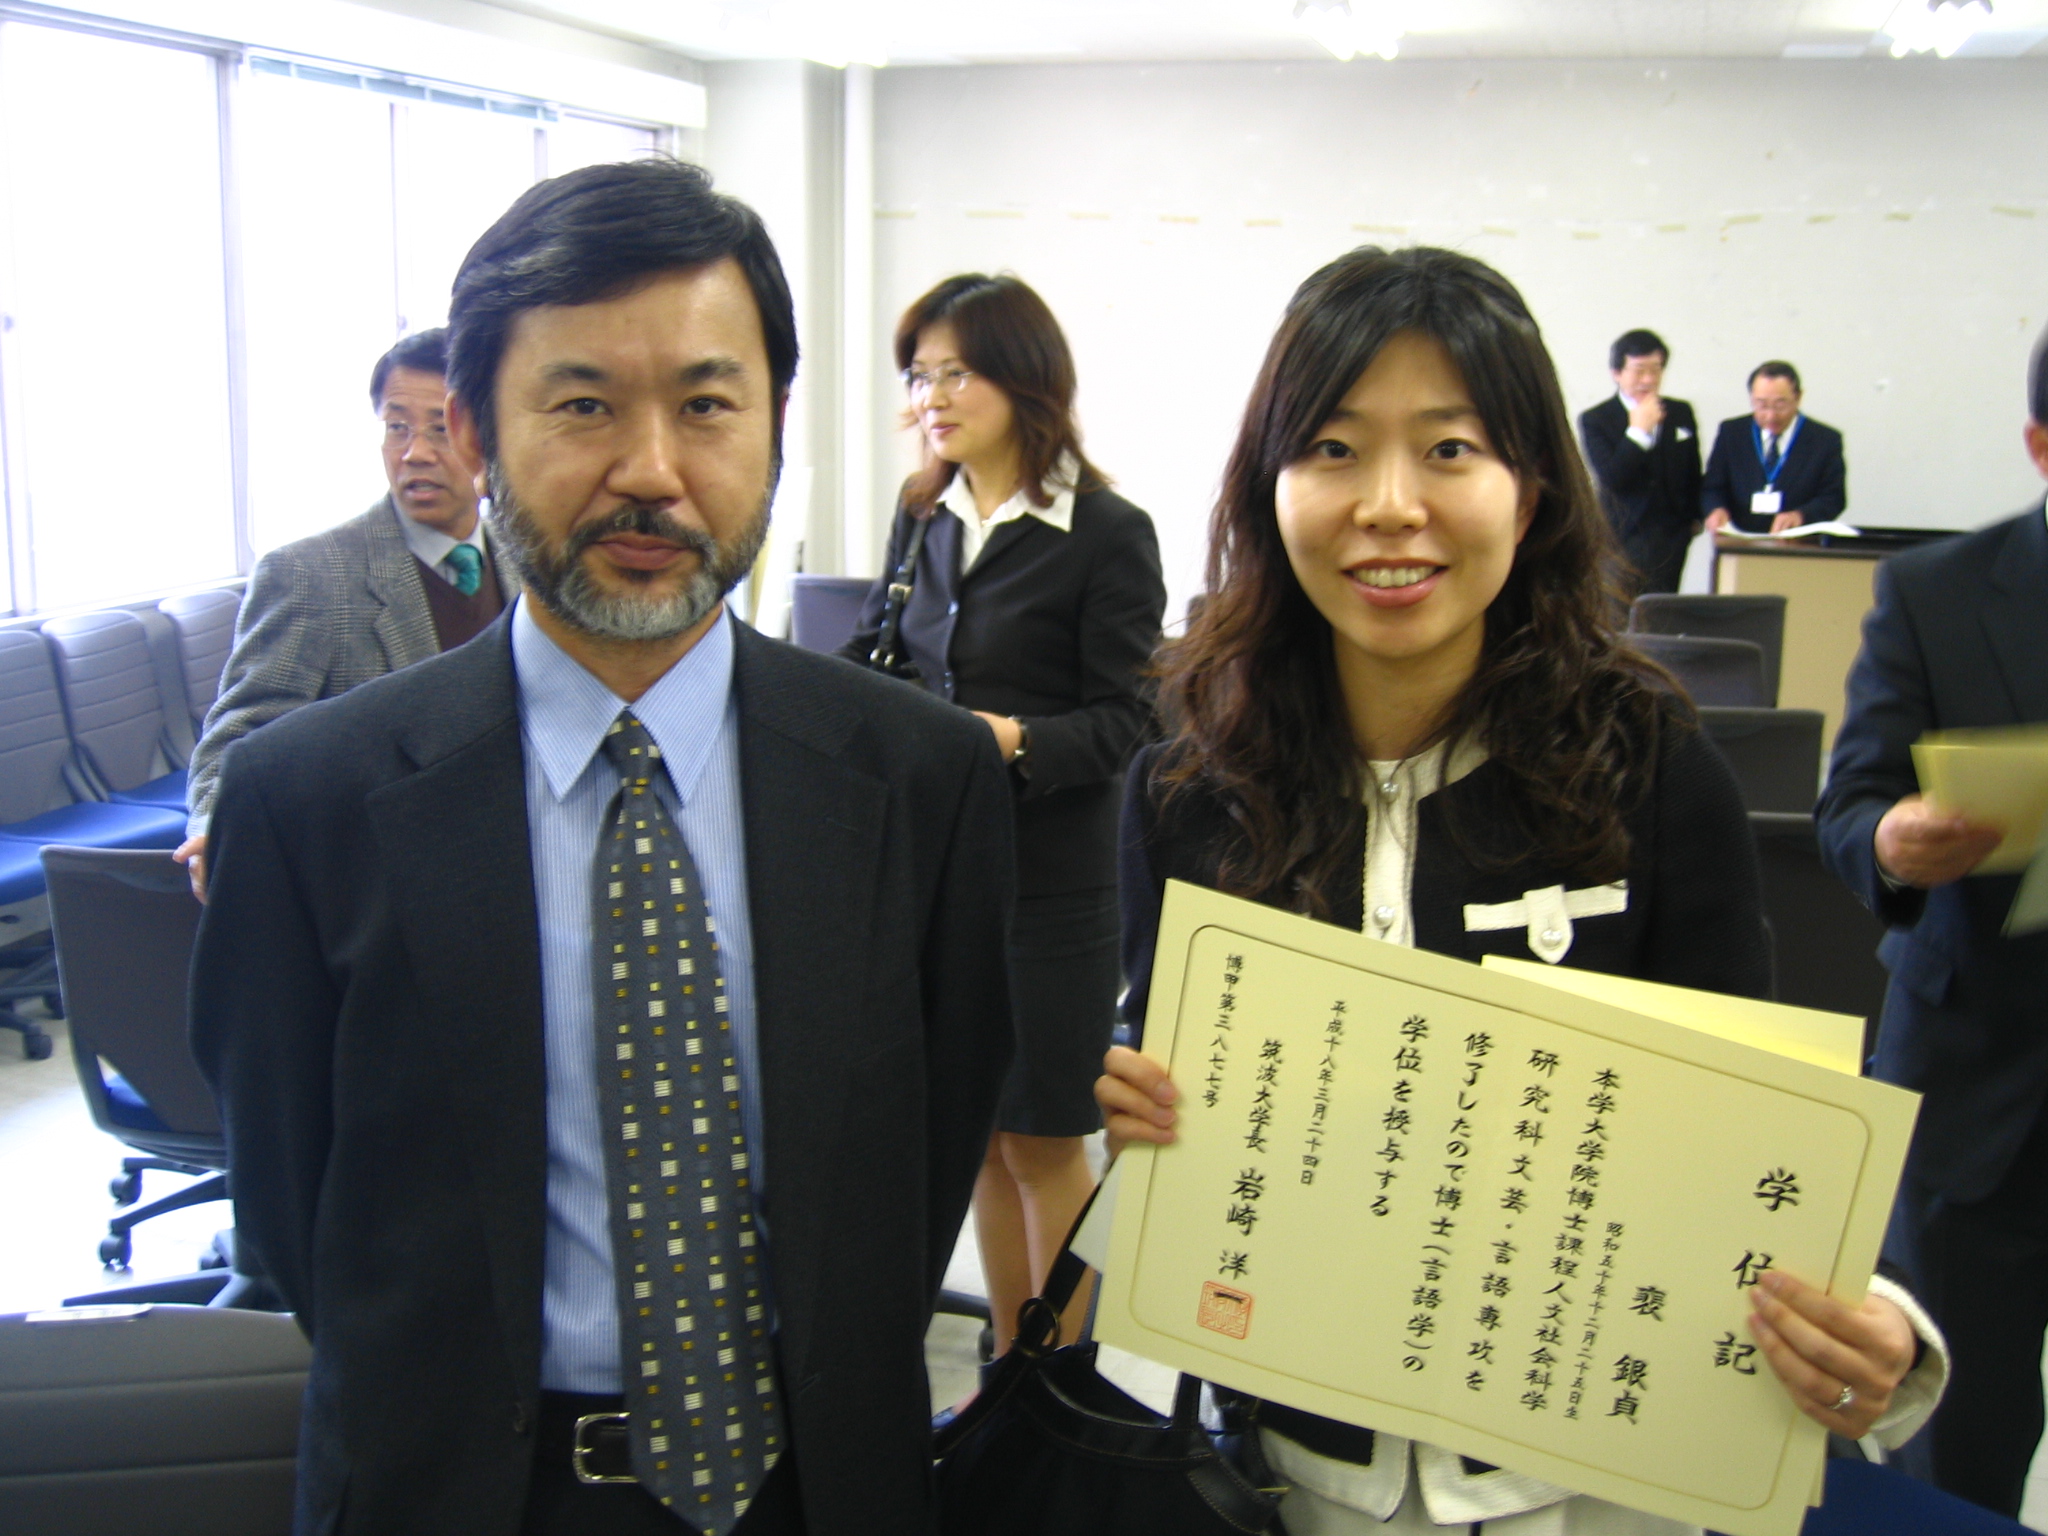 学位記
裵 銀貞
昭和五十年十二月二十五日生
本学大学院博士課程人文社会科学
研究科文芸・言語専攻を
修了したので博士(言語学)の
学位を授与する
平成十八年三月二十四日
筑波大学長 岩崎 洋一
博甲第三八七七号